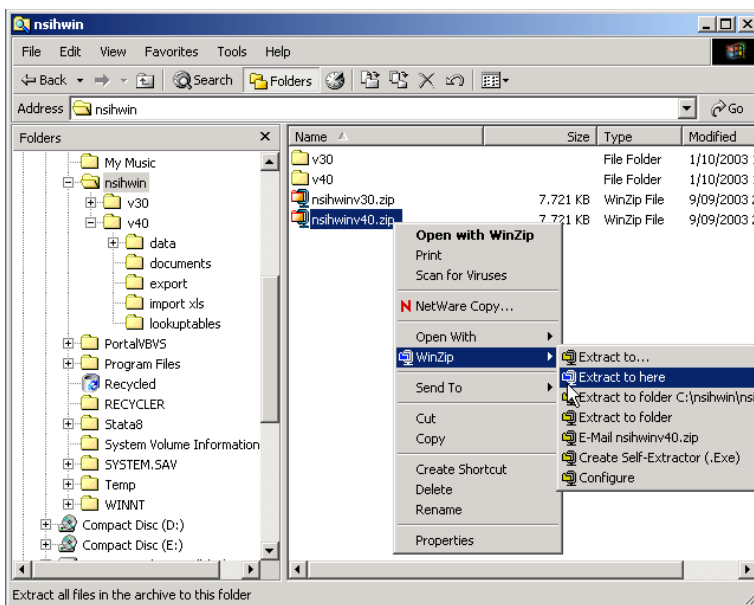 nsihwin
File Edit View Favorites Tools Help
Back Search Folders
Address nsihwin Go
Folders
My Music
nsihwin
v30
v40
data
documents
export
import xls
lookuptables
PortalVBVS
Program Files
Recycled
RECYCLER
Stata8
System Volume Information
SYSTEM.SAV
Temp
WINNT
Compact Disc (D:)
Compact Disc (E:)
Name Size Type Modified
v30 File Folder 1/10/2003
v40 File Folder 1/10/2003
nsihwinv30.zip 7.721 KB WinZip File 9/09/2003
nsihwinv40.zip 7.721 KB WinZip File 9/09/2003
Open with WinZip
Print
Scan for Viruses
NetWare Copy...
Open With
WinZip
Send To
Cut
Copy
Create Shortcut
Delete
Rename
Properties
Extract to...
Extract to here
Extract to folder C:\nsihwin\nsi
Extract to folder
E-Mail nsihwinv40.zip
Create Self-Extractor (.Exe)
Configure
Extract all files in the archive to this folder